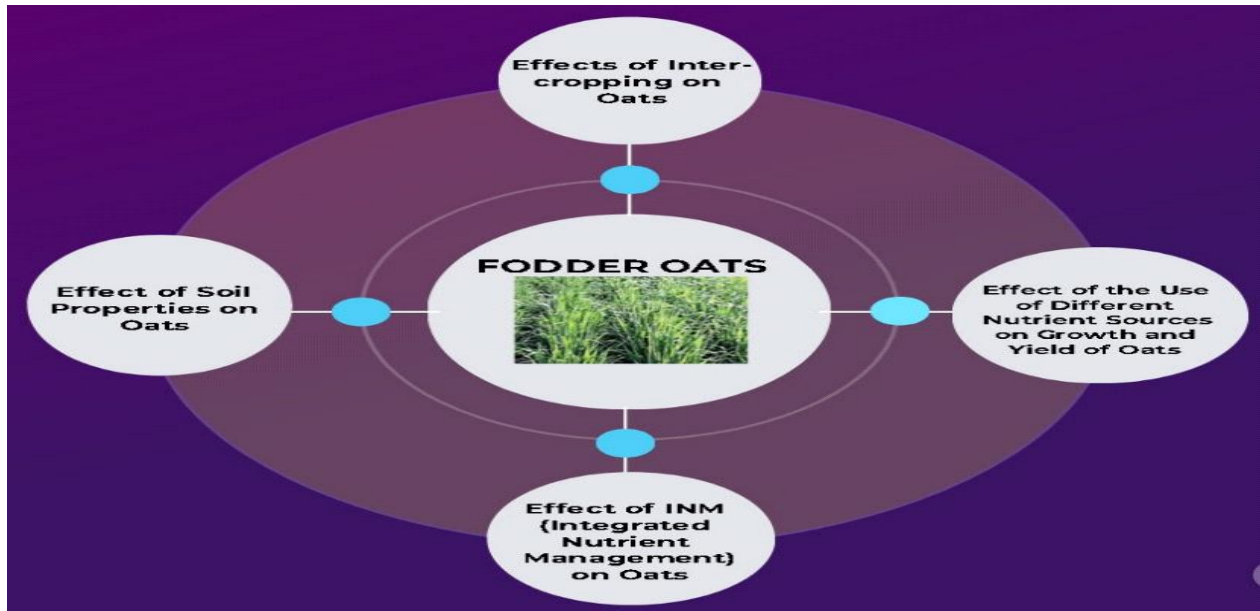 Effects of Inter-
cropping on
Oats
FODDER OATS
Effect of Soil
Properties on
Oats
Effect of the Use
of Different
Nutrient Sources
on Growth and
Yield of Oats
Effect of INM
{Integrated
Nutrient
Management}
on Oats